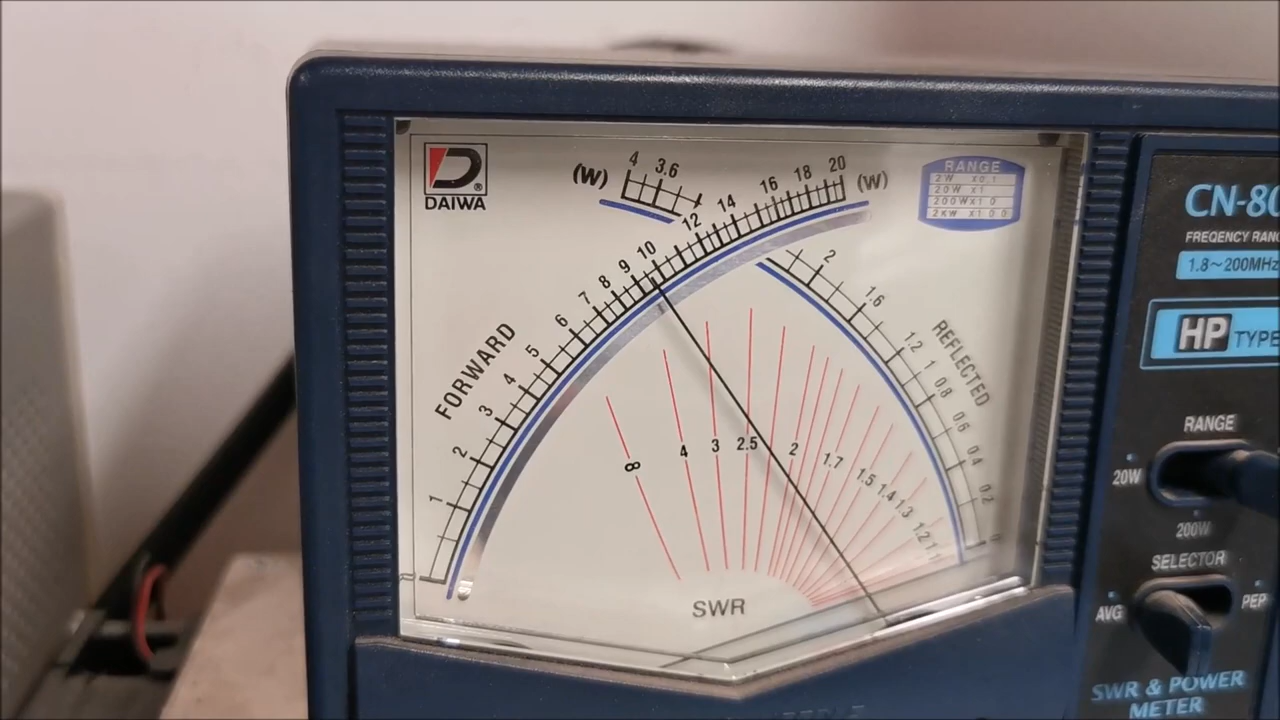 DAIWA
®
(W)
4 3.6
16 18 20
(W)
14
12
10
9
8
7
6
5
4
3
2
1
FORWARD
2
1.6
1.2
1
0.8
0.6
0.4
0.2
0
REFLECTED
RANGE
2W X0.1
20W X1
200W X10
2KW X100
∞ 4 3 2.5 2 1.7 1.5 1.4 1.3 1.2 1.1
SWR
CN-80
FREQENCY RAN
1.8~200MHz
HP TYPE
RANGE
20W
200W
SELECTOR
AVG PEP
SWR & POWER
METER